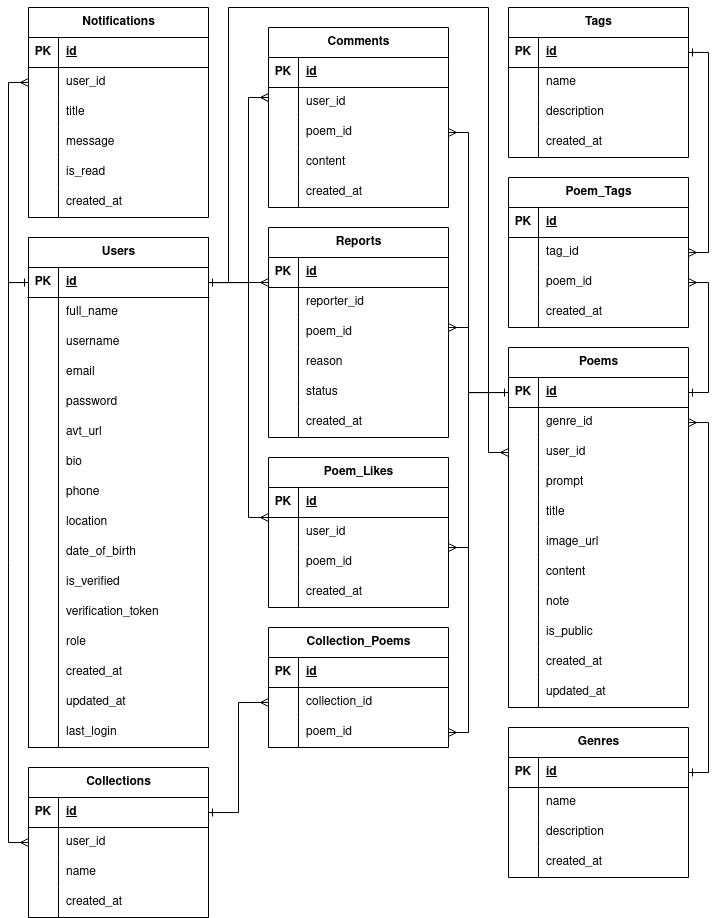 Notifications
PK id
user_id
title
message
is_read
created_at
Users
PK id
full_name
username
email
password
avt_url
bio
phone
location
date_of_birth
is_verified
verification_token
role
created_at
updated_at
last_login
Collections
PK id
user_id
name
created_at
Comments
PK id
user_id
poem_id
content
created_at
Reports
PK id
reporter_id
poem_id
reason
status
created_at
Poem_Likes
PK id
user_id
poem_id
created_at
Collection_Poems
PK id
collection_id
poem_id
Tags
PK id
name
description
created_at
Poem_Tags
PK id
tag_id
poem_id
created_at
Poems
PK id
genre_id
user_id
prompt
title
image_url
content
note
is_public
created_at
updated_at
Genres
PK id
name
description
created_at